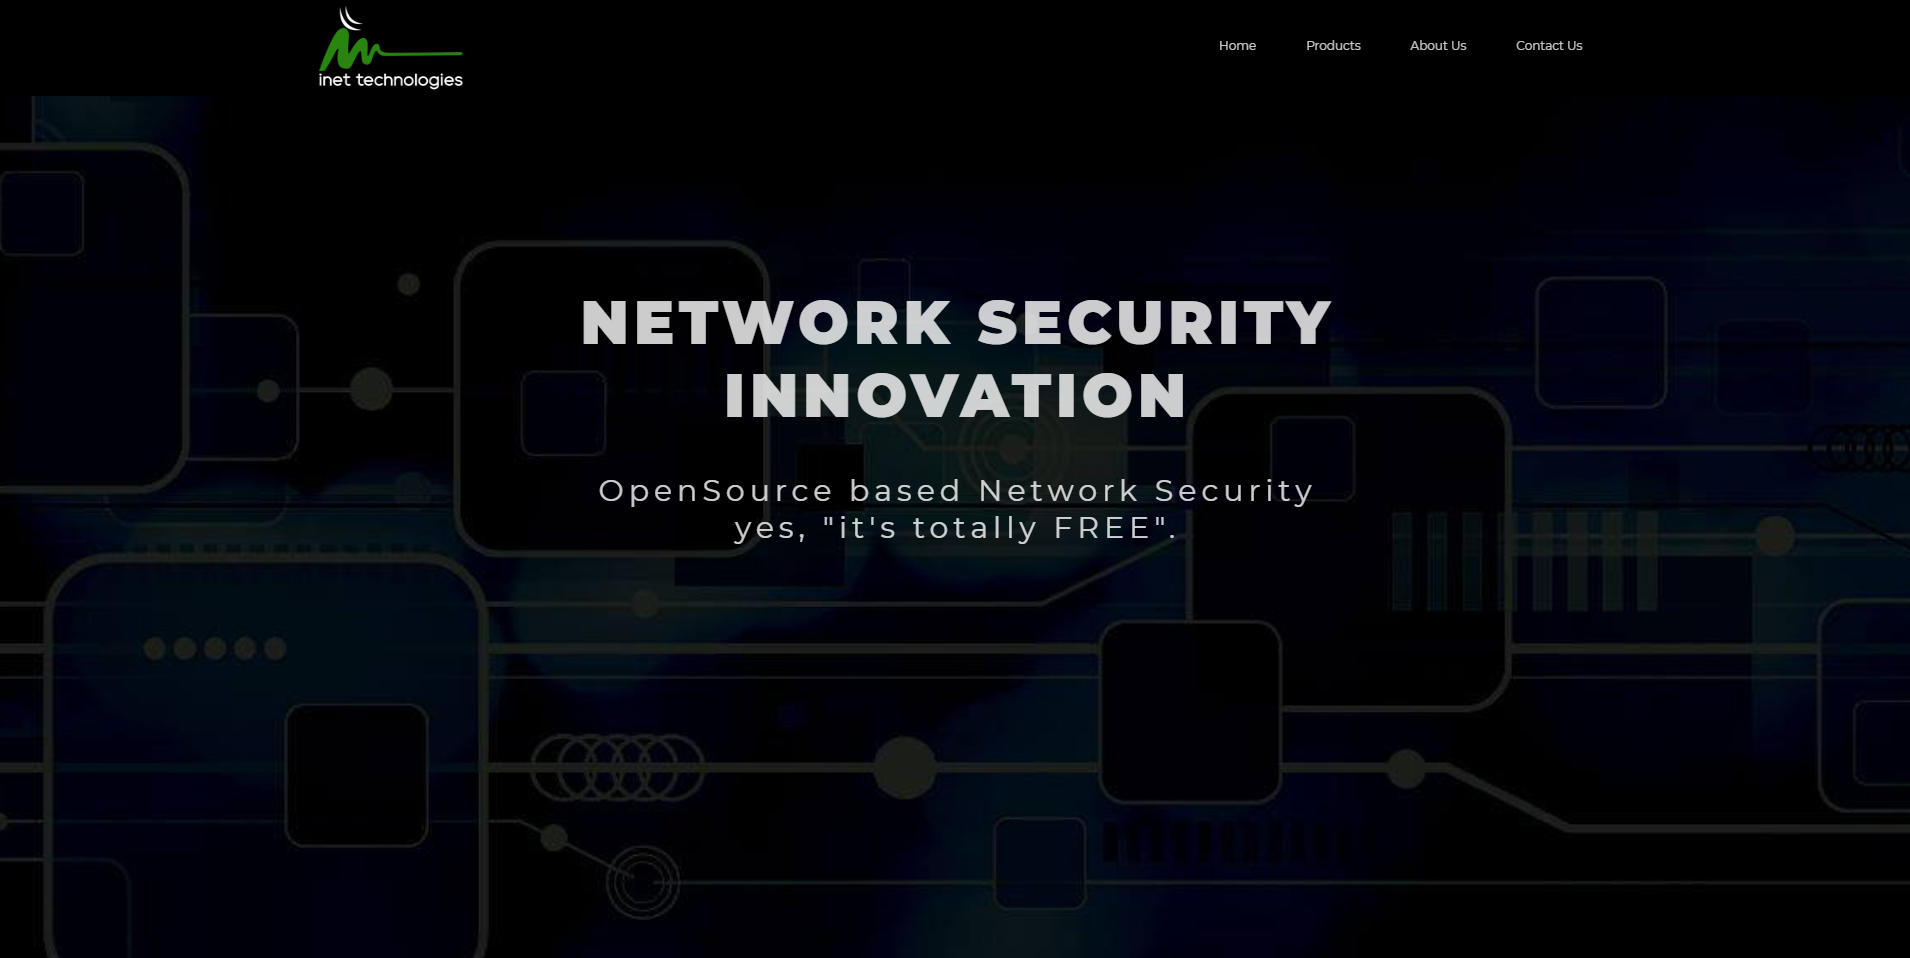 inet technologies
Home
Products
About Us
Contact Us
NETWORK SECURITY
INNOVATION
OpenSource based Network Security
yes, "it's totally FREE".